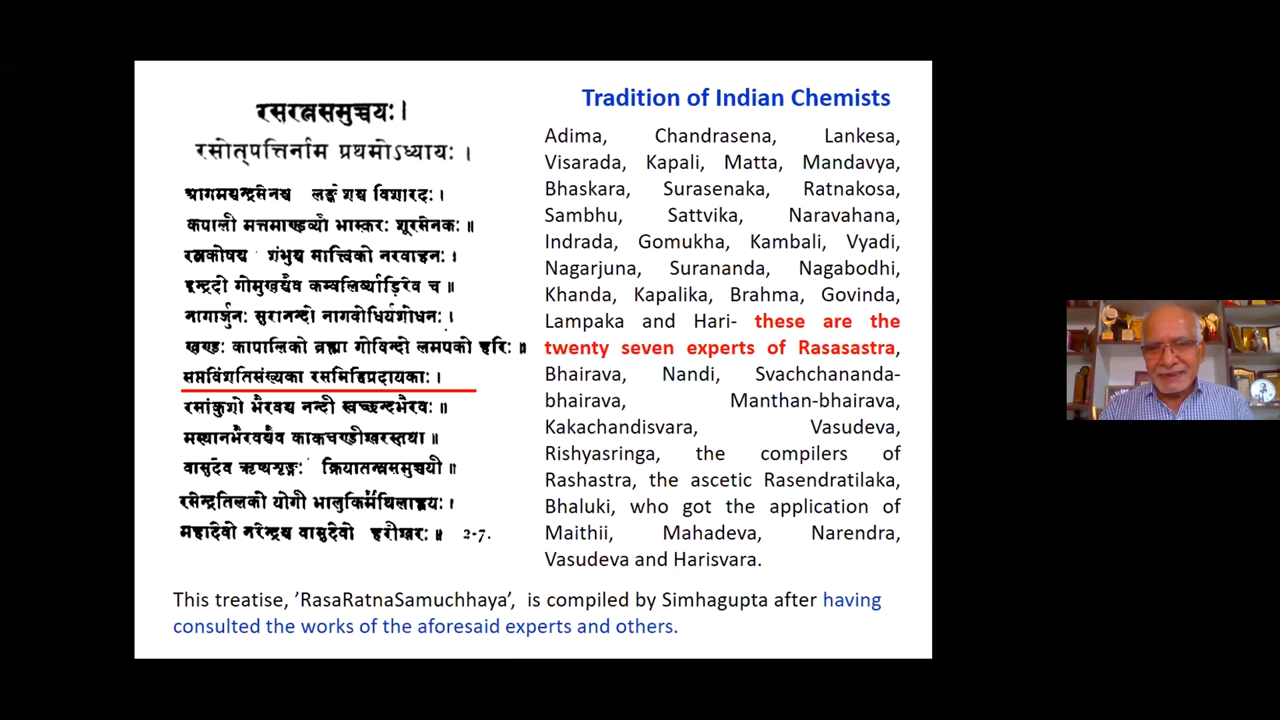 रसरत्नसमुच्चयः।
रसोत्पत्तिर्नाम प्रथमोऽध्यायः ।
लङ्केशश्च विशारदः ।
कपाली मत्तमाण्डव्यौ भास्करः शूरसेनकः ॥
रत्नकोषश्च शंभुश्च सात्त्विको नरवाहनः ।
इन्द्रदो गोमुखश्चैव कम्बलिर्व्याडिरेव च ॥
नागार्जुनः सुरानन्दो नागबोधिर्यशोधनः ।
खण्डः कापालिको ब्रह्मा गोविन्दो लमपको हरिः ॥
सप्तविंशतिसंख्यका रससिद्धिप्रदायकाः ।
रसांकुशो भैरवश्च नन्दी स्वच्छन्दभैरवः ॥
मन्थानभैरवश्चैव काकचण्डीश्वरस्तथा ॥
वासुदेव ऋष्यशृङ्गः क्रियातन्त्रसमुच्चयी ॥
रसेन्द्रतिलको योगी भालुकिर्मैथिलाह्वयः ।
महादेवो नरेन्द्रश्च वासुदेवो हरीश्वरः ॥ 2-7.
Tradition of Indian Chemists
Adima, Chandrasena, Lankesa,
Visarada, Kapali, Matta, Mandavya,
Bhaskara, Surasenaka, Ratnakosa,
Sambhu, Sattvika, Naravahana,
Indrada, Gomukha, Kambali, Vyadi,
Nagarjuna, Surananda, Nagabodhi,
Khanda, Kapalika, Brahma, Govinda,
Lampaka and Hari- these are the
twenty seven experts of Rasasastra,
Bhairava, Nandi, Svachchananda-
bhairava, Manthan-bhairava,
Kakachandisvara, Vasudeva,
Rishyasringa, the compilers of
Rashastra, the ascetic Rasendratilaka,
Bhaluki, who got the application of
Maithii, Mahadeva, Narendra,
Vasudeva and Harisvara.
This treatise, ’RasaRatnaSamuchhaya’, is compiled by Simhagupta after having
consulted the works of the aforesaid experts and others.